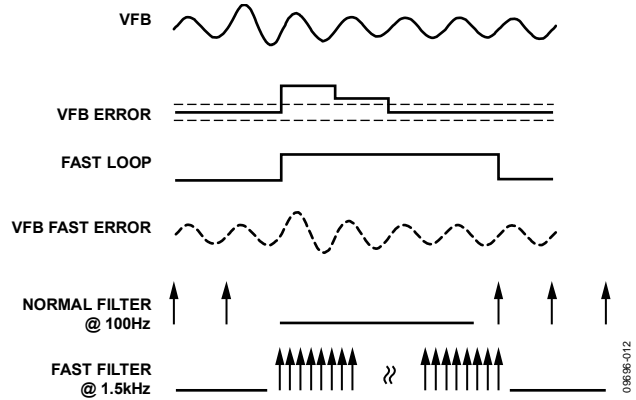 VFB
VFB ERROR
FAST LOOP
VFB FAST ERROR
NORMAL FILTER
@ 100Hz
FAST FILTER
@ 1.5kHz
09696-012